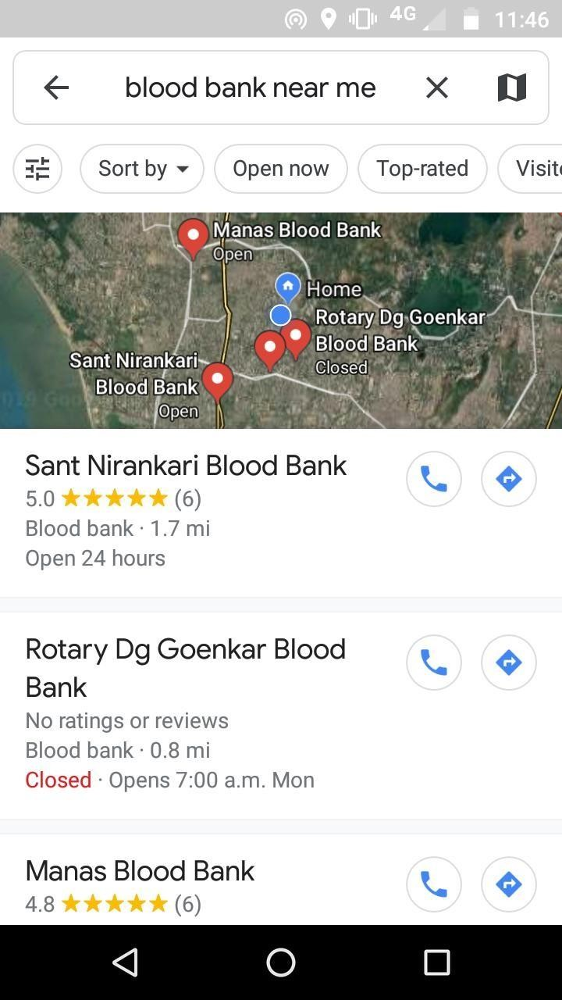 4G 11:46
blood bank near me
Sort by Open now Top-rated Visite
Manas Blood Bank
Open
Home
Rotary Dg Goenkar
Blood Bank
Closed
Sant Nirankari
Blood Bank
Open
Sant Nirankari Blood Bank
5.0 (6)
Blood bank · 1.7 mi
Open 24 hours
Rotary Dg Goenkar Blood
Bank
No ratings or reviews
Blood bank · 0.8 mi
Closed · Opens 7:00 a.m. Mon
Manas Blood Bank
4.8 (6)